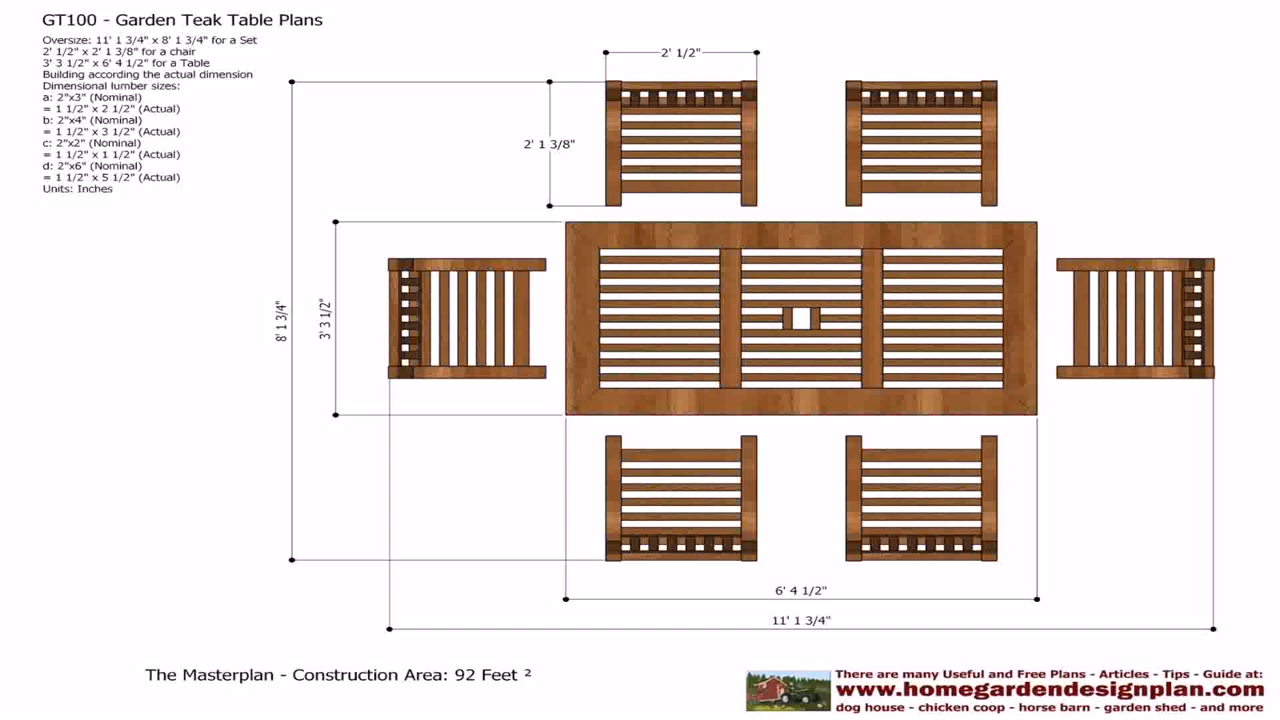 GT100 - Garden Teak Table Plans
Oversize: 11' 1 3/4" x 8' 1 3/4" for a Set
2' 1/2" x 2' 1 3/8" for a chair
3' 3 1/2" x 6' 4 1/2" for a Table
Building according the actual dimension
Dimensional lumber sizes:
a: 2"x3" (Nominal)
= 1 1/2" x 2 1/2" (Actual)
b: 2"x4" (Nominal)
= 1 1/2" x 3 1/2" (Actual)
c: 2"x2" (Nominal)
= 1 1/2" x 1 1/2" (Actual)
d: 2"x6" (Nominal)
= 1 1/2" x 5 1/2" (Actual)
Units: Inches
2' 1/2"
2' 1 3/8"
8' 1 3/4"
3' 3 1/2"
6' 4 1/2"
11' 1 3/4"
The Masterplan - Construction Area: 92 Feet ²
There are many Useful and Free Plans - Articles - Tips - Guide at:
www.homegardendesignplan.com
dog house - chicken coop - horse barn - garden shed - and more